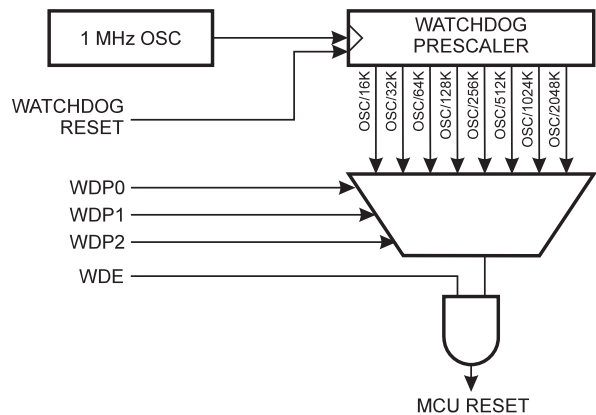 1 MHz OSC
WATCHDOG
PRESCALER
WATCHDOG
RESET
OSC/16K
OSC/32K
OSC/64K
OSC/128K
OSC/256K
OSC/512K
OSC/1024K
OSC/2048K
WDP0
WDP1
WDP2
WDE
MCU RESET